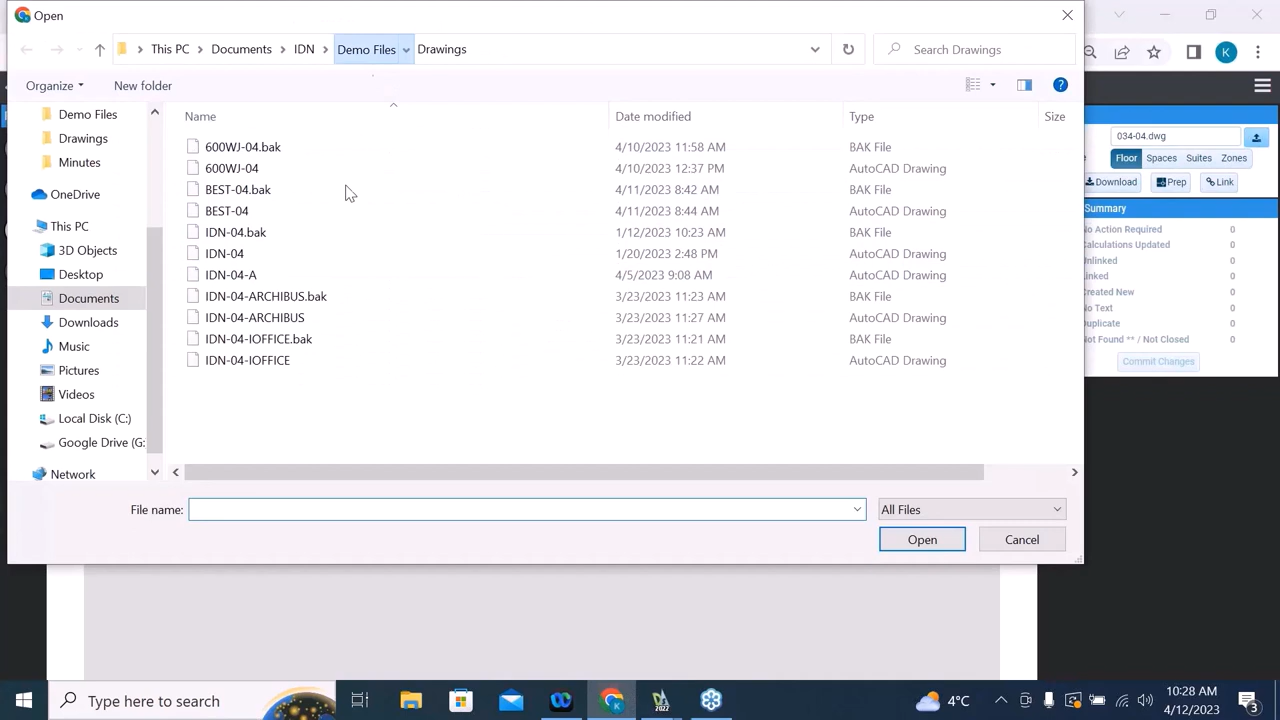 Open
This PC > Documents > IDN > Demo Files Drawings
Search Drawings
K
Organize
New folder
Name Date modified Type Size
600WJ-04.bak 4/10/2023 11:58 AM BAK File
600WJ-04 4/10/2023 12:37 PM AutoCAD Drawing
BEST-04.bak 4/11/2023 8:42 AM BAK File
BEST-04 4/11/2023 8:44 AM AutoCAD Drawing
IDN-04.bak 1/12/2023 10:23 AM BAK File
IDN-04 1/20/2023 2:48 PM AutoCAD Drawing
IDN-04-A 4/5/2023 9:08 AM AutoCAD Drawing
IDN-04-ARCHIBUS.bak 3/23/2023 11:23 AM BAK File
IDN-04-ARCHIBUS 3/23/2023 11:27 AM AutoCAD Drawing
IDN-04-IOFFICE.bak 3/23/2023 11:21 AM BAK File
IDN-04-IOFFICE 3/23/2023 11:22 AM AutoCAD Drawing
Demo Files
Drawings
Minutes
OneDrive
This PC
3D Objects
Desktop
Documents
Downloads
Music
Pictures
Videos
Local Disk (C:)
Google Drive (G:
Network
File name:
All Files
Open
Cancel
034-04.dwg
Floor Spaces Suites Zones
Download Prep Link
Summary
No Action Required 0
Calculations Updated 0
Unlinked 0
Linked 0
Created New 0
No Text 0
Duplicate 0
Not Found ** / Not Closed 0
Commit Changes
Type here to search
2022
4°C
10:28 AM
4/12/2023
3